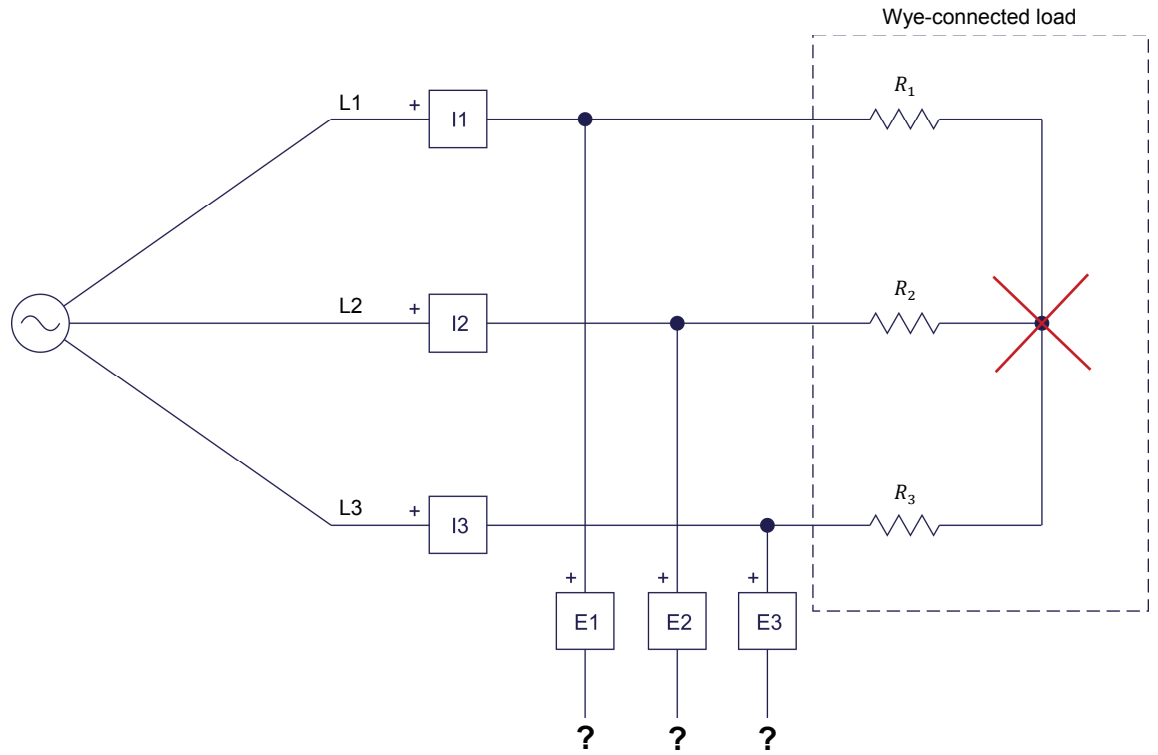 Wye-connected load
R₁
L1
+
I1
R₂
L2
+
I2
R₃
L3
+
I3
+ + +
E1 E2 E3
? ? ?